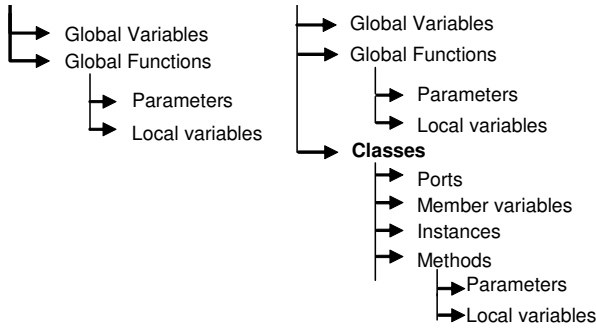 Global Variables
Global Functions
Parameters
Local variables
Global Variables
Global Functions
Parameters
Local variables
Classes
Ports
Member variables
Instances
Methods
Parameters
Local variables